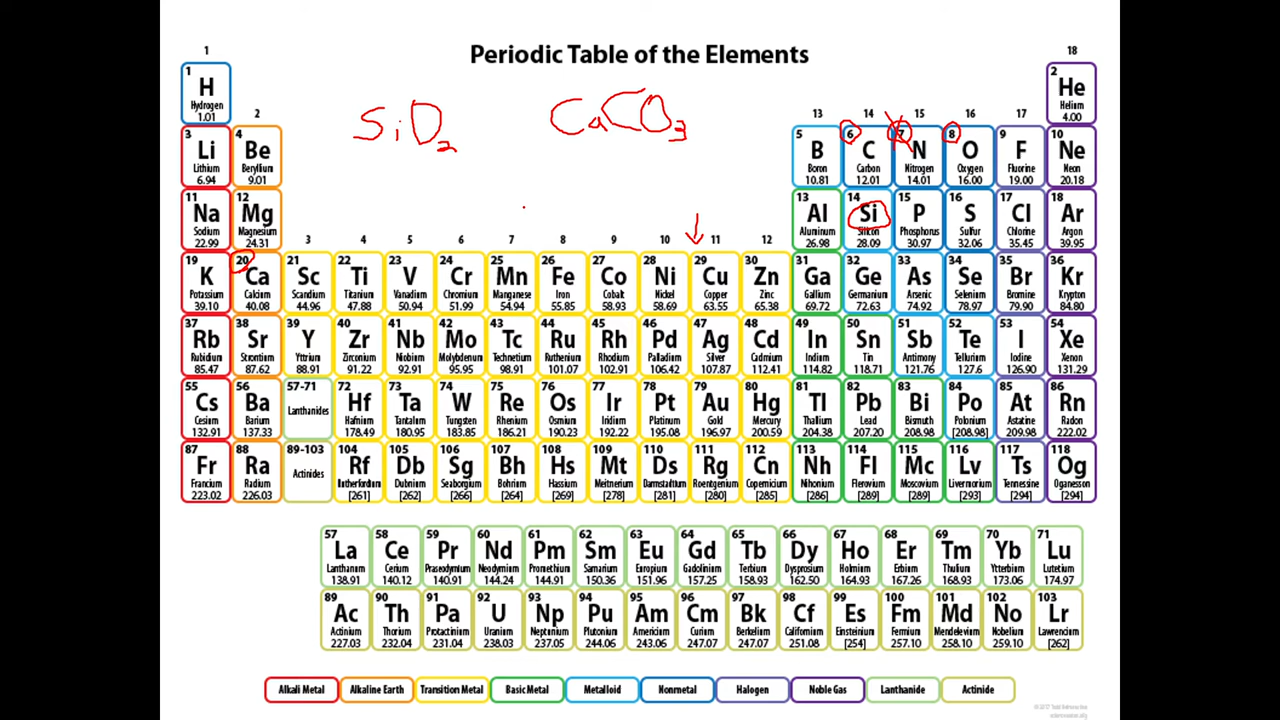 1
Periodic Table of the Elements
18
1 2
H He
Hydrogen Helium
1.01 2 13 14 15 16 17 4.00
SiO2 CaCO3
3 4 5 6 7 8 9 10
Li Be B C N O F Ne
Lithium Beryllium Boron Carbon Nitrogen Oxygen Fluorine Neon
6.94 9.01 10.81 12.01 14.01 16.00 19.00 20.18
11 12 13 14 15 16 17 18
Na Mg Al Si P S Cl Ar
Sodium Magnesium Aluminum Silicon Phosphorus Sulfur Chlorine Argon
22.99 24.31 26.98 28.09 30.97 32.06 35.45 39.95
3 4 5 6 7 8 9 10 11 12
19 20 21 22 23 24 25 26 27 28 29 30 31 32 33 34 35 36
K Ca Sc Ti V Cr Mn Fe Co Ni Cu Zn Ga Ge As Se Br Kr
Potassium Calcium Scandium Titanium Vanadium Chromium Manganese Iron Cobalt Nickel Copper Zinc Gallium Germanium Arsenic Selenium Bromine Krypton
39.10 40.08 44.96 47.88 50.94 51.99 54.94 55.85 58.93 58.69 63.55 65.38 69.72 72.63 74.92 78.97 79.90 84.80
37 38 39 40 41 42 43 44 45 46 47 48 49 50 51 52 53 54
Rb Sr Y Zr Nb Mo Tc Ru Rh Pd Ag Cd In Sn Sb Te I Xe
Rubidium Strontium Yttrium Zirconium Niobium Molybdenum Technetium Ruthenium Rhodium Palladium Silver Cadmium Indium Tin Antimony Tellurium Iodine Xenon
85.47 87.62 88.91 91.22 92.91 95.95 98.91 101.07 102.91 106.42 107.87 112.41 114.82 118.71 121.76 127.6 126.90 131.29
55 56 57-71 72 73 74 75 76 77 78 79 80 81 82 83 84 85 86
Cs Ba Lanthanides Hf Ta W Re Os Ir Pt Au Hg Tl Pb Bi Po At Rn
Cesium Barium Hafnium Tantalum Tungsten Rhenium Osmium Iridium Platinum Gold Mercury Thallium Lead Bismuth Polonium Astatine Radon
132.91 137.33 178.49 180.95 183.85 186.21 190.23 192.22 195.08 196.97 200.59 204.38 207.20 208.98 [208.98] 209.98 222.02
87 88 89-103 104 105 106 107 108 109 110 111 112 113 114 115 116 117 118
Fr Ra Actinides Rf Db Sg Bh Hs Mt Ds Rg Cn Nh Fl Mc Lv Ts Og
Francium Radium Rutherfordium Dubnium Seaborgium Bohrium Hassium Meitnerium Darmstadtium Roentgenium Copernicium Nihonium Flerovium Moscovium Livermorium Tennessine Oganesson
223.02 226.03 [261] [262] [266] [264] [269] [278] [281] [280] [285] [286] [289] [289] [293] [294] [294]
57 58 59 60 61 62 63 64 65 66 67 68 69 70 71
La Ce Pr Nd Pm Sm Eu Gd Tb Dy Ho Er Tm Yb Lu
Lanthanum Cerium Praseodymium Neodymium Promethium Samarium Europium Gadolinium Terbium Dysprosium Holmium Erbium Thulium Ytterbium Lutetium
138.91 140.12 140.91 144.24 144.91 150.36 151.96 157.25 158.93 162.50 164.93 167.26 168.93 173.06 174.97
89 90 91 92 93 94 95 96 97 98 99 100 101 102 103
Ac Th Pa U Np Pu Am Cm Bk Cf Es Fm Md No Lr
Actinium Thorium Protactinium Uranium Neptunium Plutonium Americium Curium Berkelium Californium Einsteinium Fermium Mendelevium Nobelium Lawrencium
227.03 232.04 231.04 238.03 237.05 244.06 243.06 247.07 247.07 251.08 [254] 257.10 258.10 259.10 [262]
Alkali Metal Alkaline Earth Transition Metal Basic Metal Metalloid Nonmetal Halogen Noble Gas Lanthanide Actinide